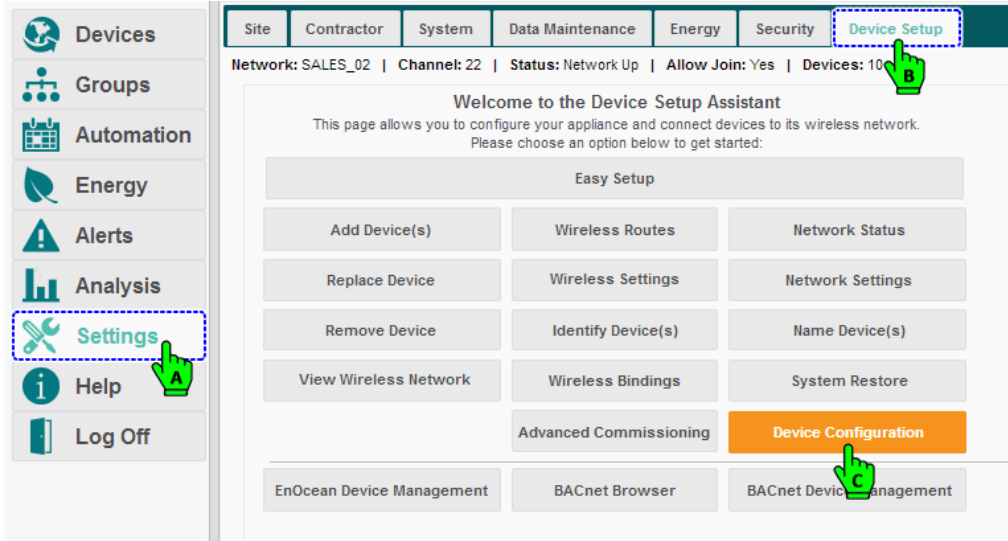 Devices
Groups
Automation
Energy
Alerts
Analysis
Settings
A
Help
Log Off
Site Contractor System Data Maintenance Energy Security Device Setup
B
Network: SALES_02 | Channel: 22 | Status: Network Up | Allow Join: Yes | Devices: 10
Welcome to the Device Setup Assistant
This page allows you to configure your appliance and connect devices to its wireless network.
Please choose an option below to get started:
Easy Setup
Add Device(s) Wireless Routes Network Status
Replace Device Wireless Settings Network Settings
Remove Device Identify Device(s) Name Device(s)
View Wireless Network Wireless Bindings System Restore
Advanced Commissioning Device Configuration
C
EnOcean Device Management BACnet Browser BACnet Device Management